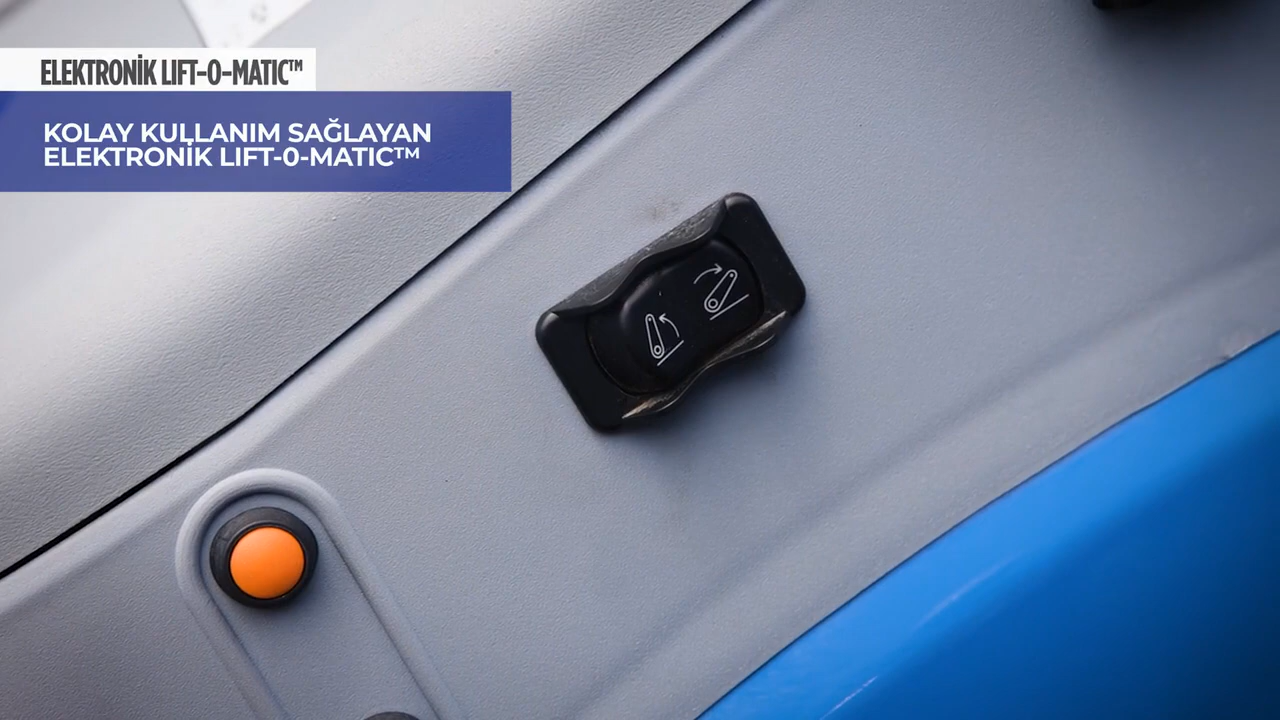 ELEKTRONİK LIFT-O-MATIC™
KOLAY KULLANIM SAĞLAYAN
ELEKTRONİK LIFT-0-MATIC™